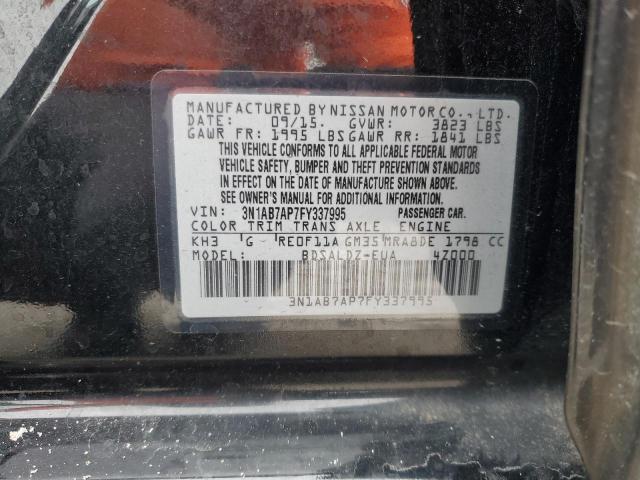 MANUFACTURED BY NISSAN MOTOR CO., LTD.
DATE: 09/15. GVWR: 3823 LBS
GAWR FR: 1995 LBS GAWR RR: 1841 LBS
THIS VEHICLE CONFORMS TO ALL APPLICABLE FEDERAL MOTOR
VEHICLE SAFETY, BUMPER AND THEFT PREVENTION STANDARDS
IN EFFECT ON THE DATE OF MANUFACTURE SHOWN ABOVE.
SEE OWNER'S MANUAL FOR ADDITIONAL INFORMATION.
VIN: 3N1AB7AP7FY337995 PASSENGER CAR.
COLOR TRIM TRANS AXLE ENGINE
KH3 G RE0F11A GM35 MRA8DE 1798 CC
MODEL: BDSALDZ-EUA 4Z000
3N1AB7AP7FY337995